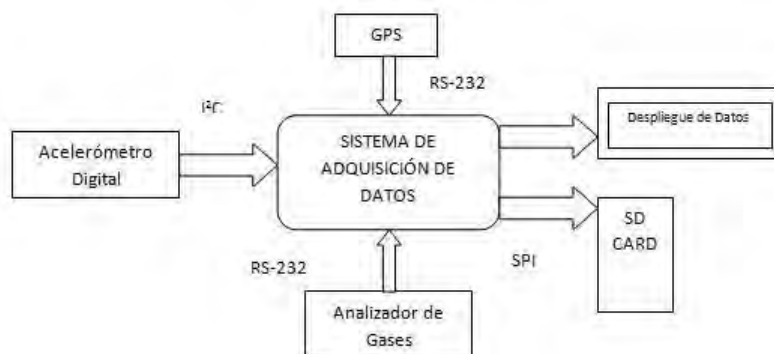 GPS
RS-232
I²C
Despliegue de Datos
Acelerómetro
Digital
SISTEMA DE
ADQUISICIÓN DE
DATOS
SD
CARD
RS-232
SPI
Analizador de
Gases